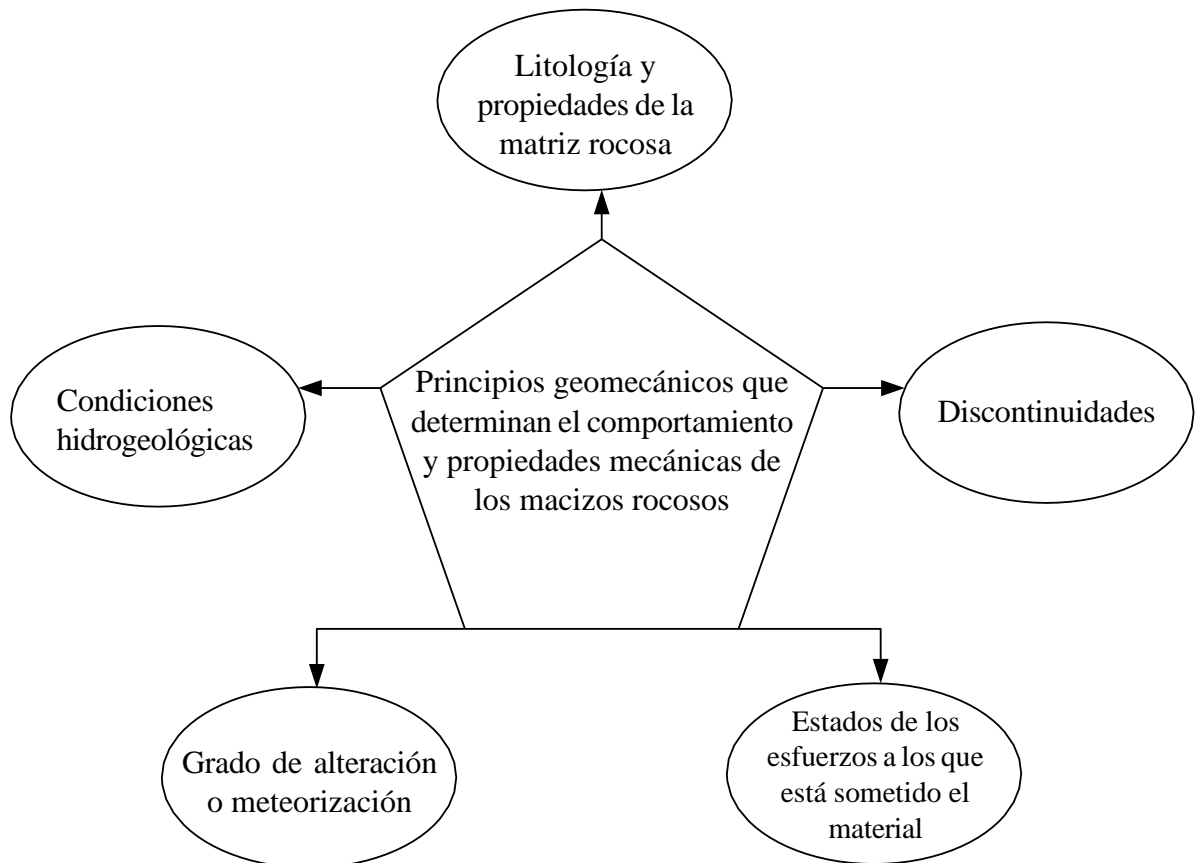 Litología y
propiedades de la
matriz rocosa
Condiciones
hidrogeológicas
Principios geomecánicos que
determinan el comportamiento
y propiedades mecánicas de
los macizos rocosos
Discontinuidades
Grado de alteración
o meteorización
Estados de los
esfuerzos a los que
está sometido el
material